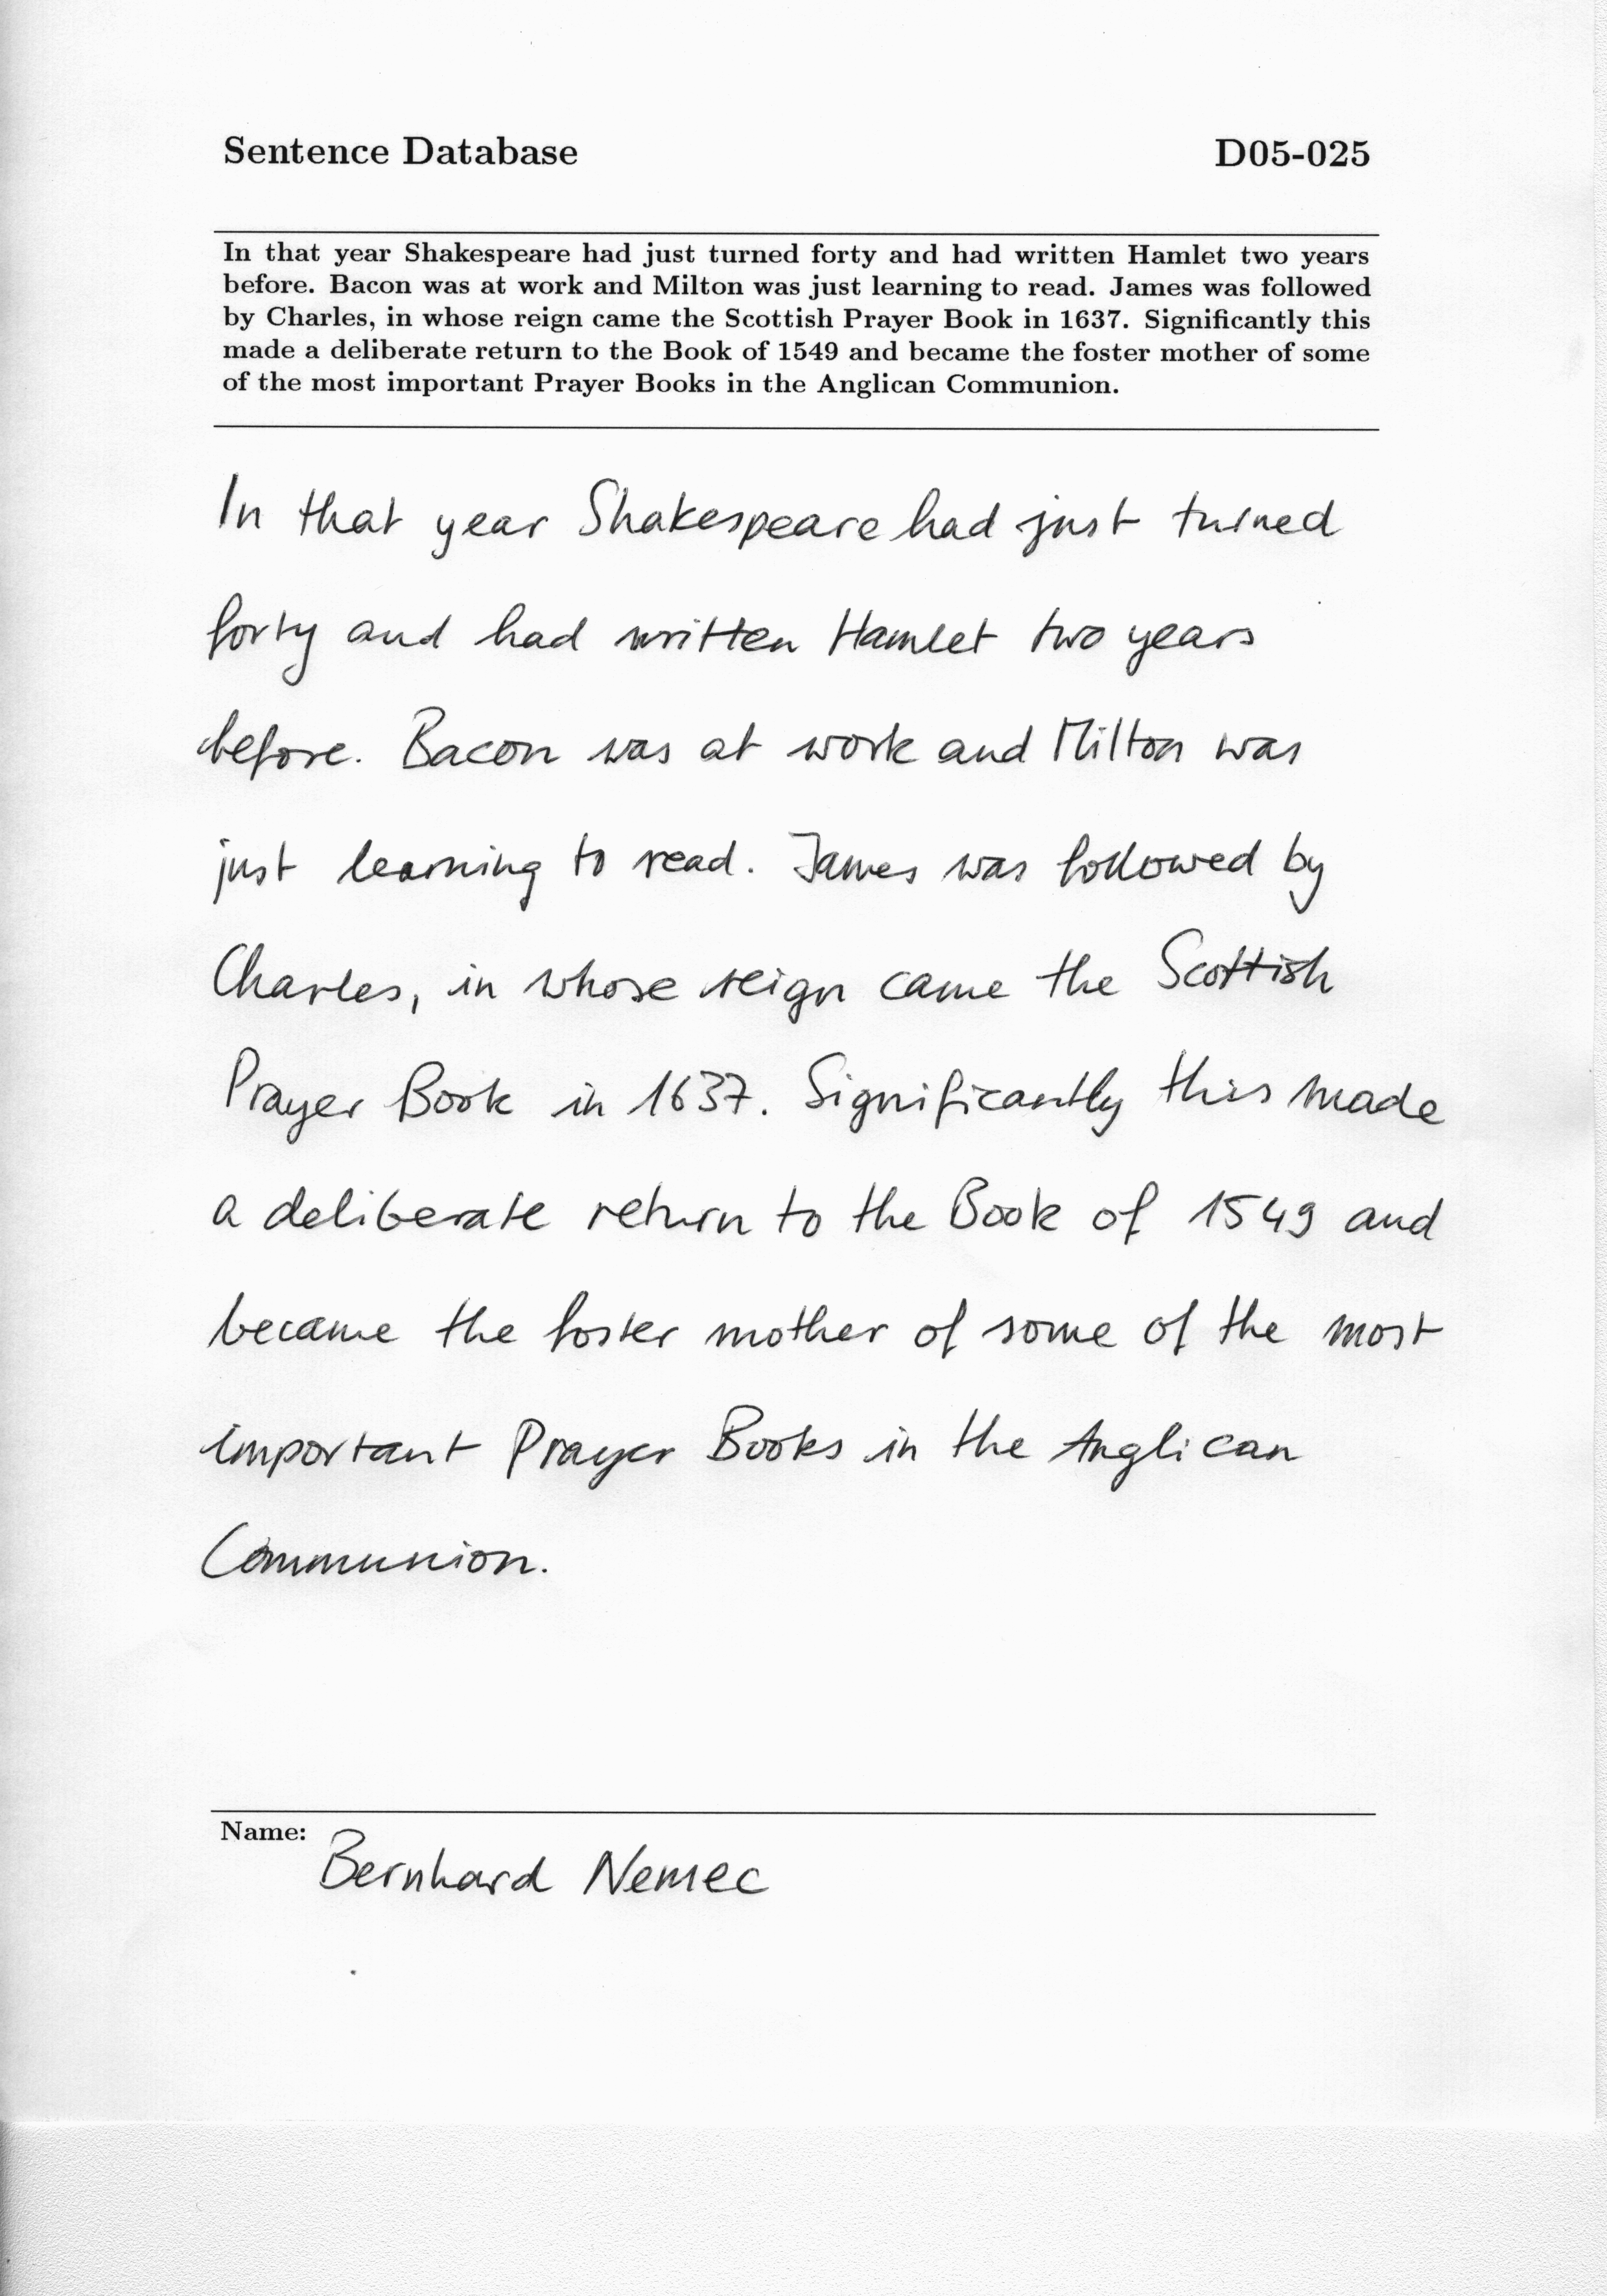 Sentence Database D05-025
In that year Shakespeare had just turned forty and had written Hamlet two years
before. Bacon was at work and Milton was just learning to read. James was followed
by Charles, in whose reign came the Scottish Prayer Book in 1637. Significantly this
made a deliberate return to the Book of 1549 and became the foster mother of some
of the most important Prayer Books in the Anglican Communion.
In that year Shakespeare had just turned
forty and had written Hamlet two years
before. Bacon was at work and Milton was
just learning to read. James was followed by
Charles, in whose reign came the Scottish
Prayer Book in 1637. Significantly this made
a deliberate return to the Book of 1549 and
became the foster mother of some of the most
important Prayer Books in the Anglican
Communion.
Name:
Bernhard Nemec